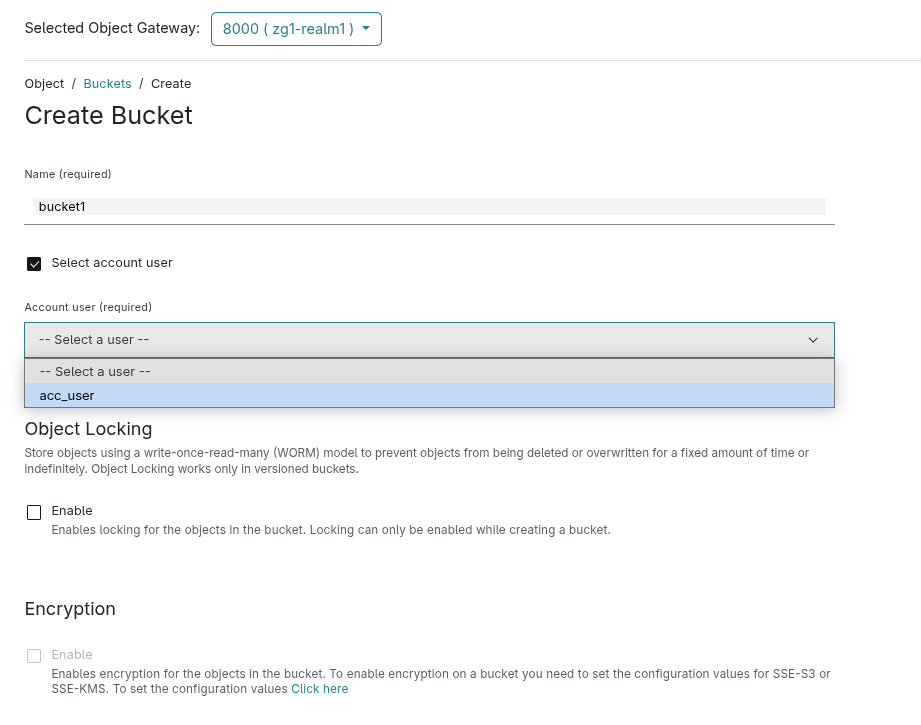 Selected Object Gateway: 8000 ( zg1-realm1 )
Object / Buckets / Create
Create Bucket
Name (required)
bucket1
Select account user
Account user (required)
-- Select a user --
-- Select a user --
acc_user
Object Locking
Store objects using a write-once-read-many (WORM) model to prevent objects from being deleted or overwritten for a fixed amount of time or
indefinitely. Object Locking works only in versioned buckets.
Enable
Enables locking for the objects in the bucket. Locking can only be enabled while creating a bucket.
Encryption
Enable
Enables encryption for the objects in the bucket. To enable encryption on a bucket you need to set the configuration values for SSE-S3 or
SSE-KMS. To set the configuration values Click here